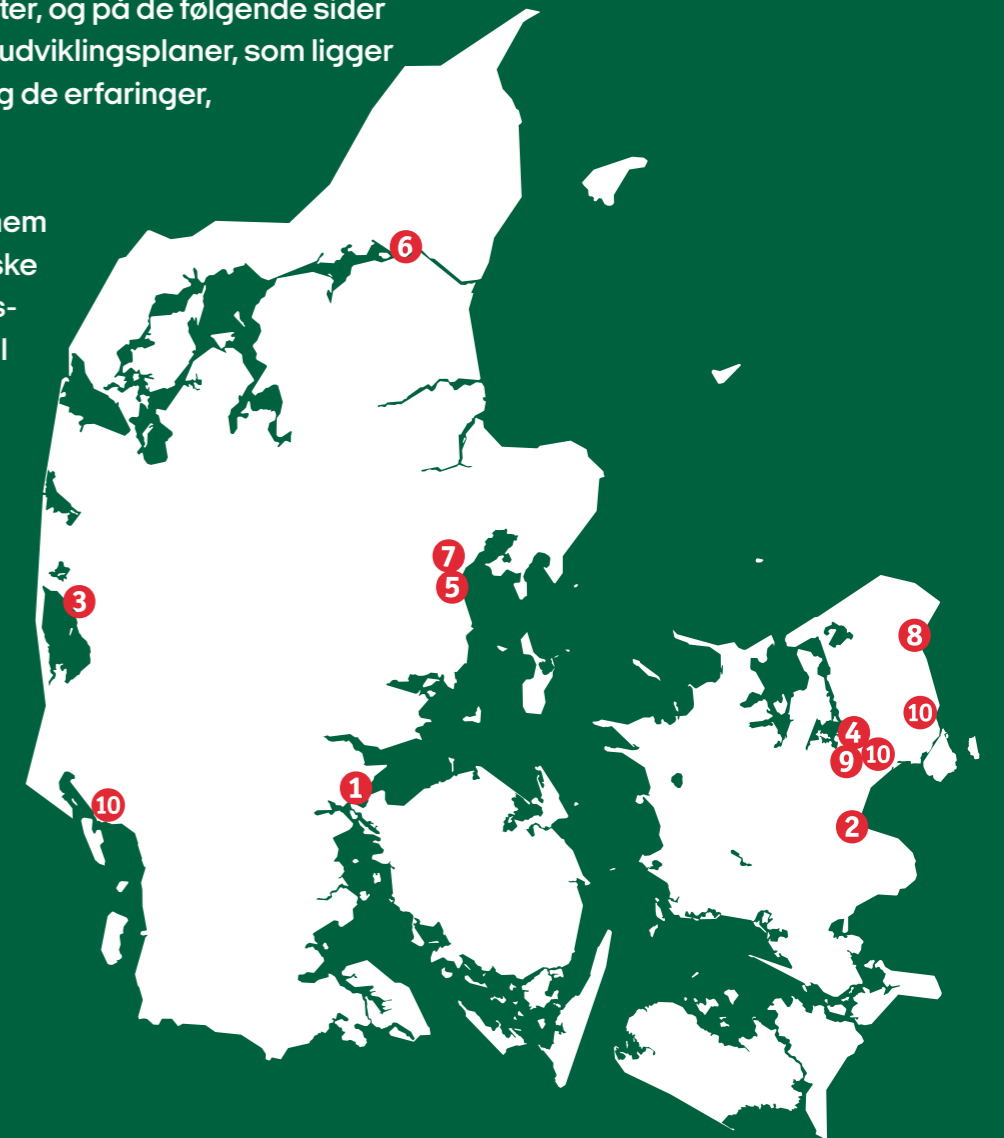 ter, og på de følgende sider
udviklingsplaner, som ligger
g de erfaringer,
nem
ske
s-
l
6
7
5
3
8
10
4
10
9
1
10
2